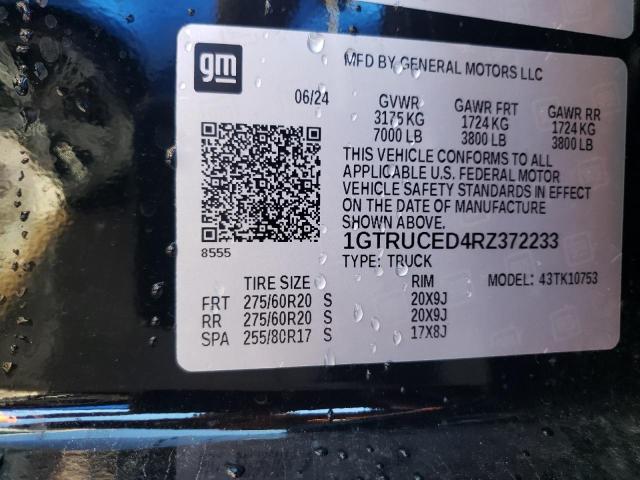 gm
MFD BY GENERAL MOTORS LLC
06/24 GVWR GAWR FRT GAWR RR
3175 KG 1724 KG 1724 KG
7000 LB 3800 LB 3800 LB
THIS VEHICLE CONFORMS TO ALL
APPLICABLE U.S. FEDERAL MOTOR
VEHICLE SAFETY STANDARDS IN EFFECT
ON THE DATE OF MANUFACTURE
SHOWN ABOVE.
1GTRUCED4RZ372233
8555
TYPE: TRUCK
MODEL: 43TK10753
TIRE SIZE RIM
FRT 275/60R20 S 20X9J
RR 275/60R20 S 20X9J
SPA 255/80R17 S 17X8J